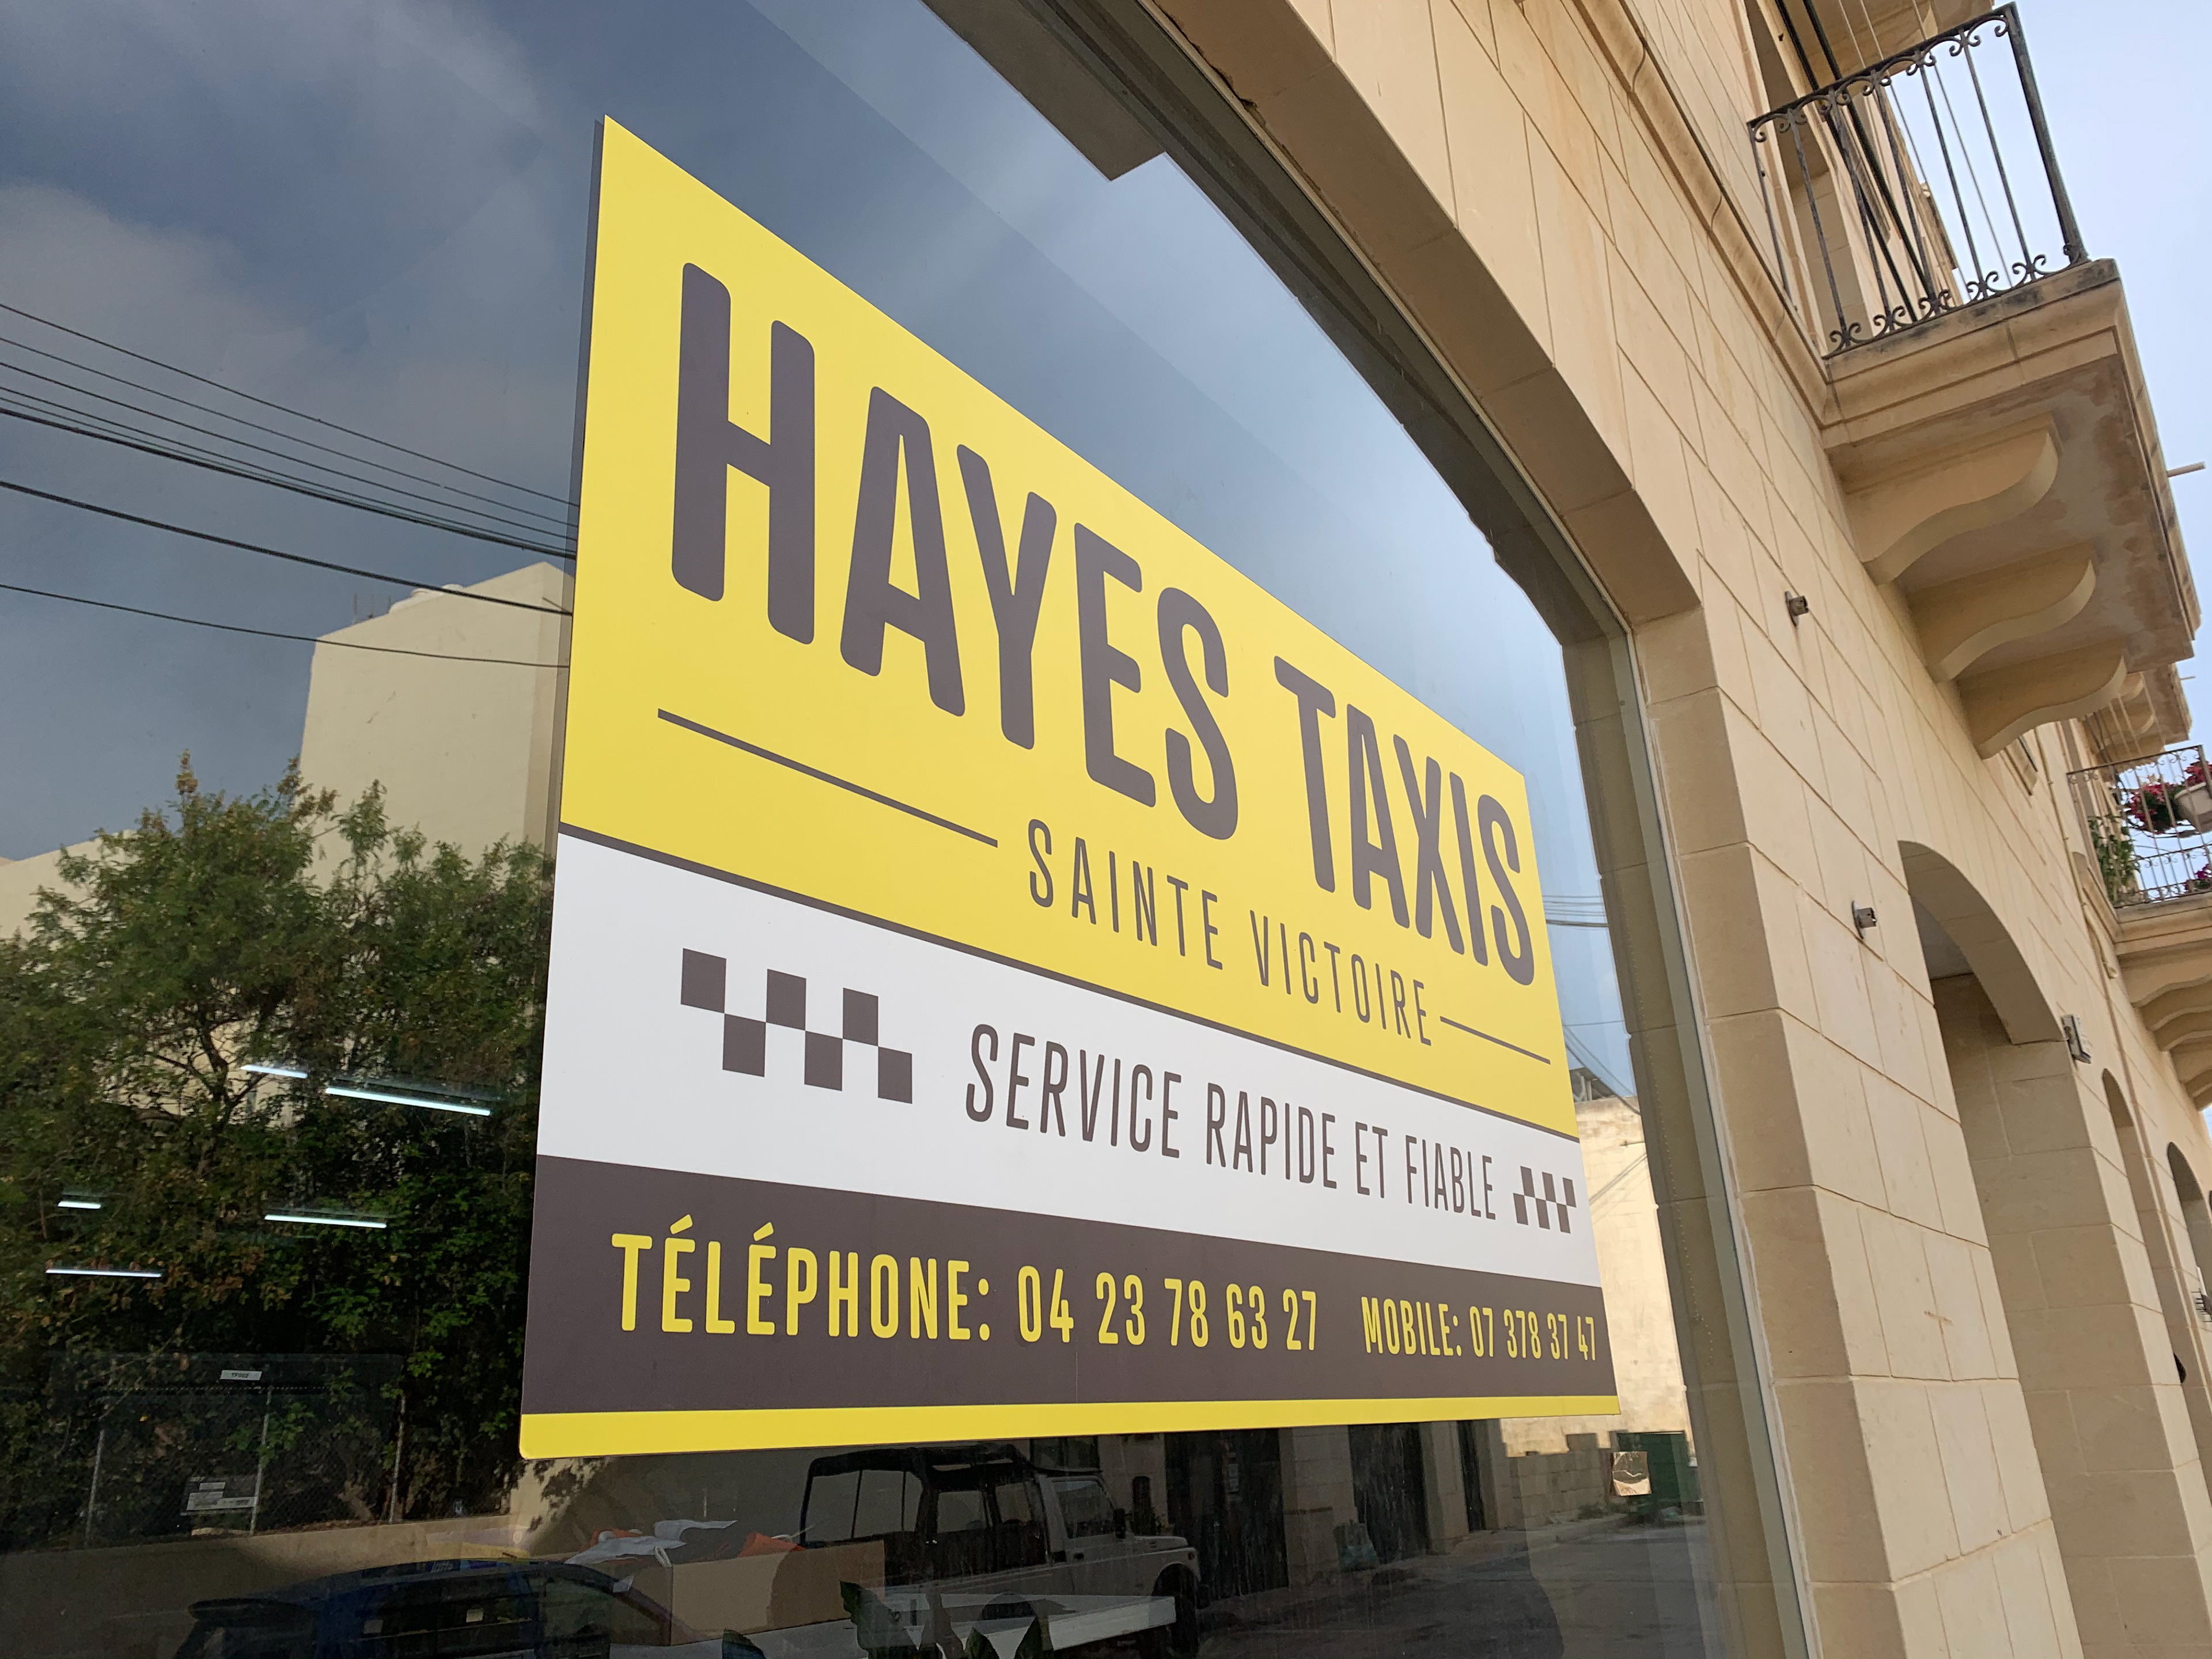 HAYES TAXIS
SAINTE VICTOIRE
SERVICE RAPIDE ET FIABLE
TÉLÉPHONE: 04 23 78 63 27 MOBILE: 07 378 37 47